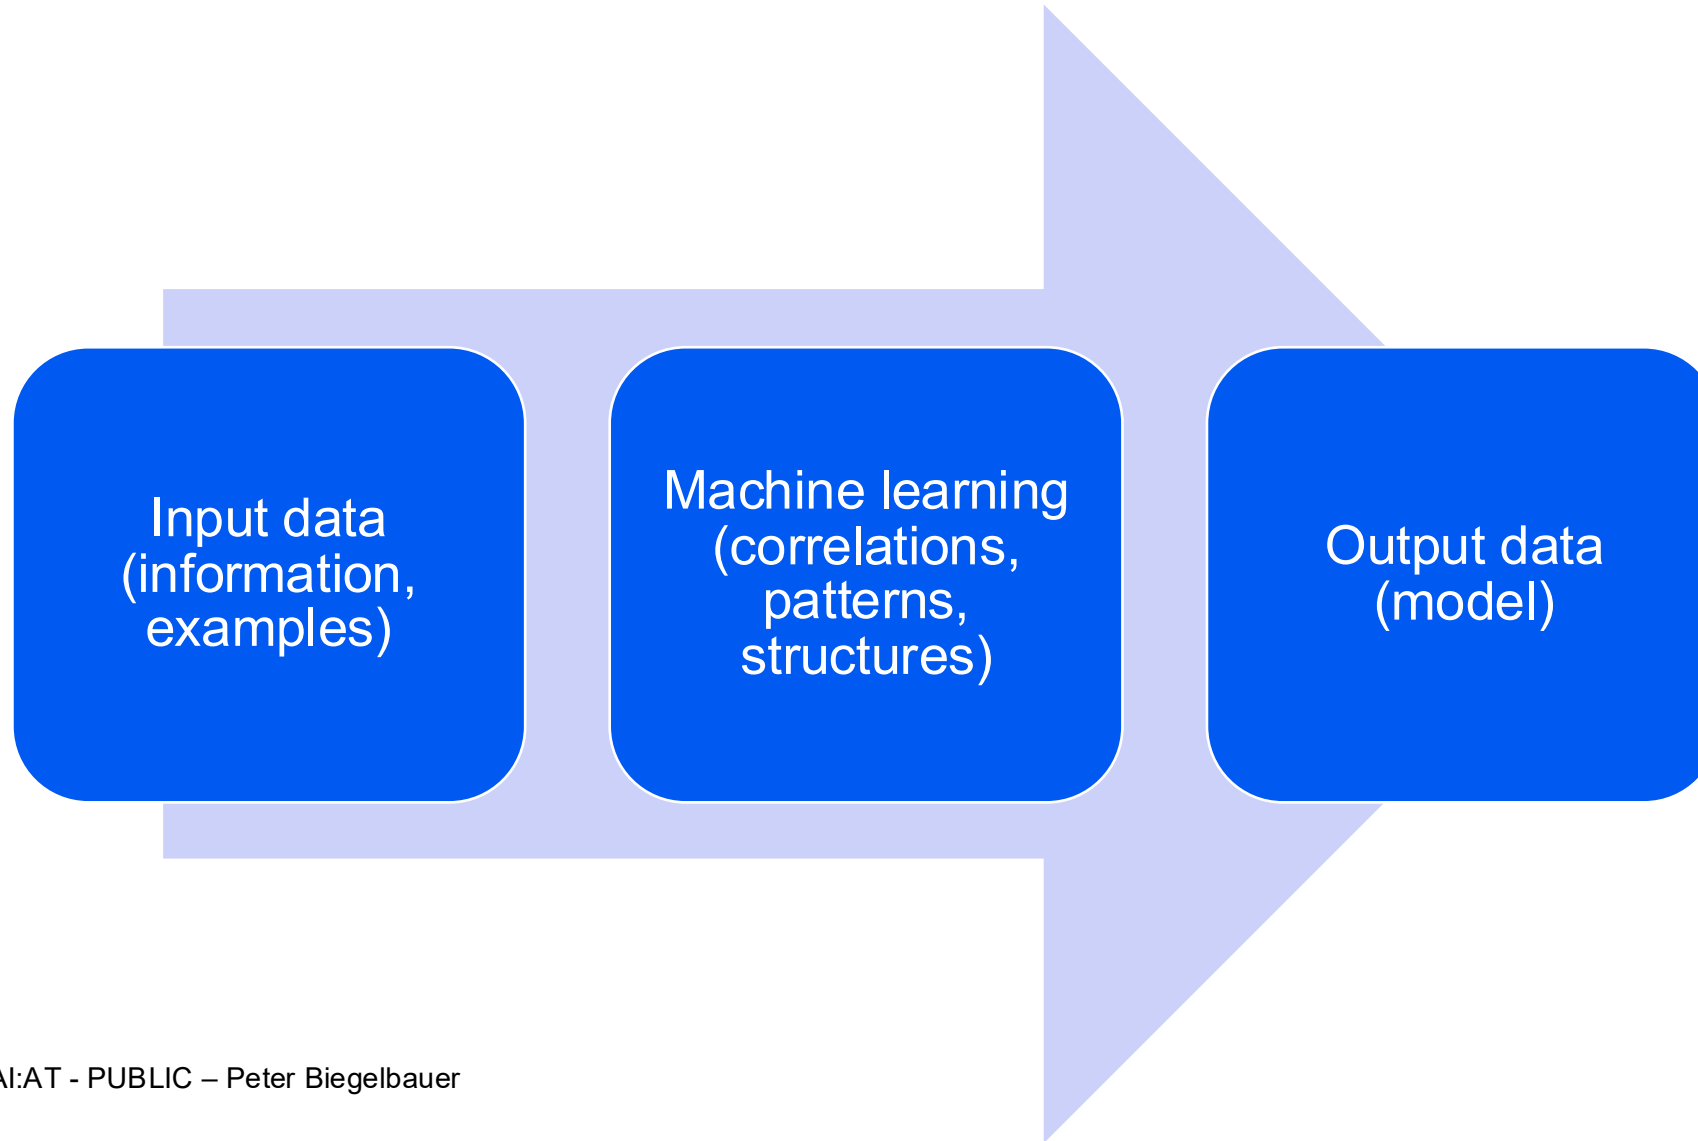 Input data
(information,
examples)
Machine learning
(correlations,
patterns,
structures)
Output data
(model)
AI:AT - PUBLIC – Peter Biegelbauer